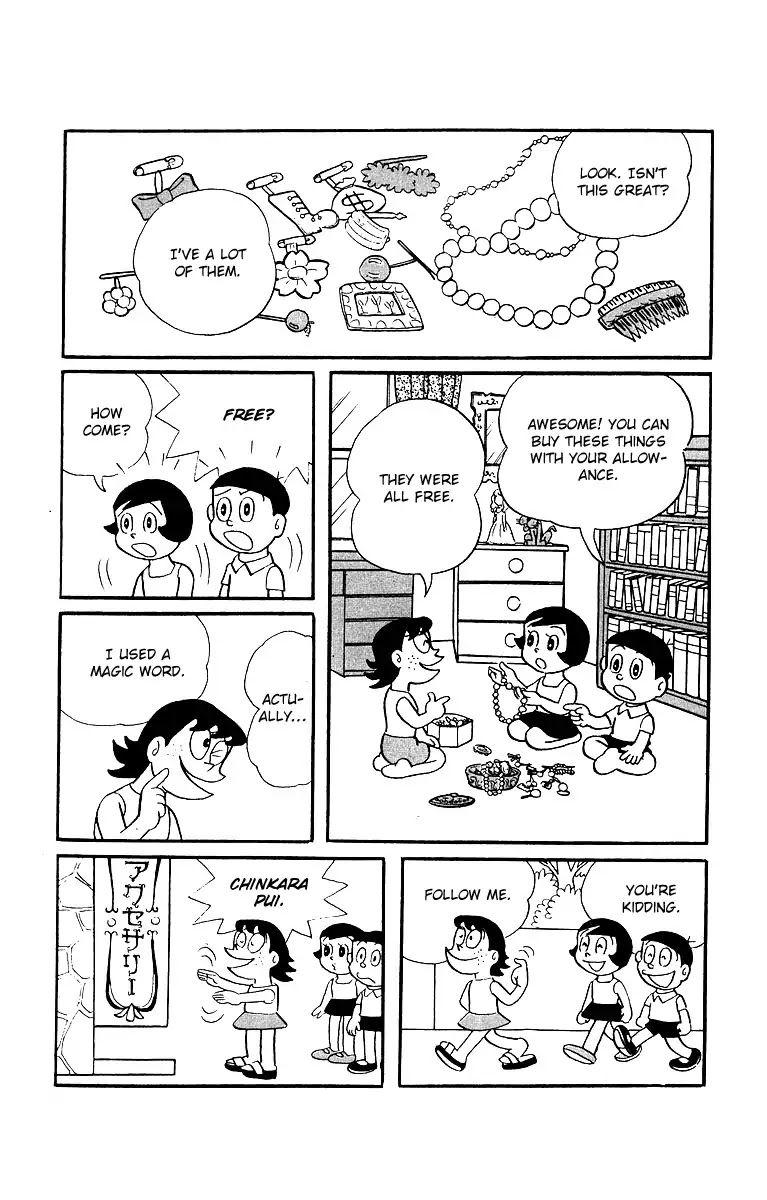 LOOK. ISN'T
THIS GREAT?
I'VE A LOT
OF THEM.
AWESOME! YOU CAN
BUY THESE THINGS
WITH YOUR ALLOW-
ANCE.
THEY WERE
ALL FREE.
FREE?
HOW
COME?
ACTU-
ALLY...
I USED A
MAGIC WORD.
YOU'RE
KIDDING.
FOLLOW ME.
CHINKARA
PUI.
アクセサリー